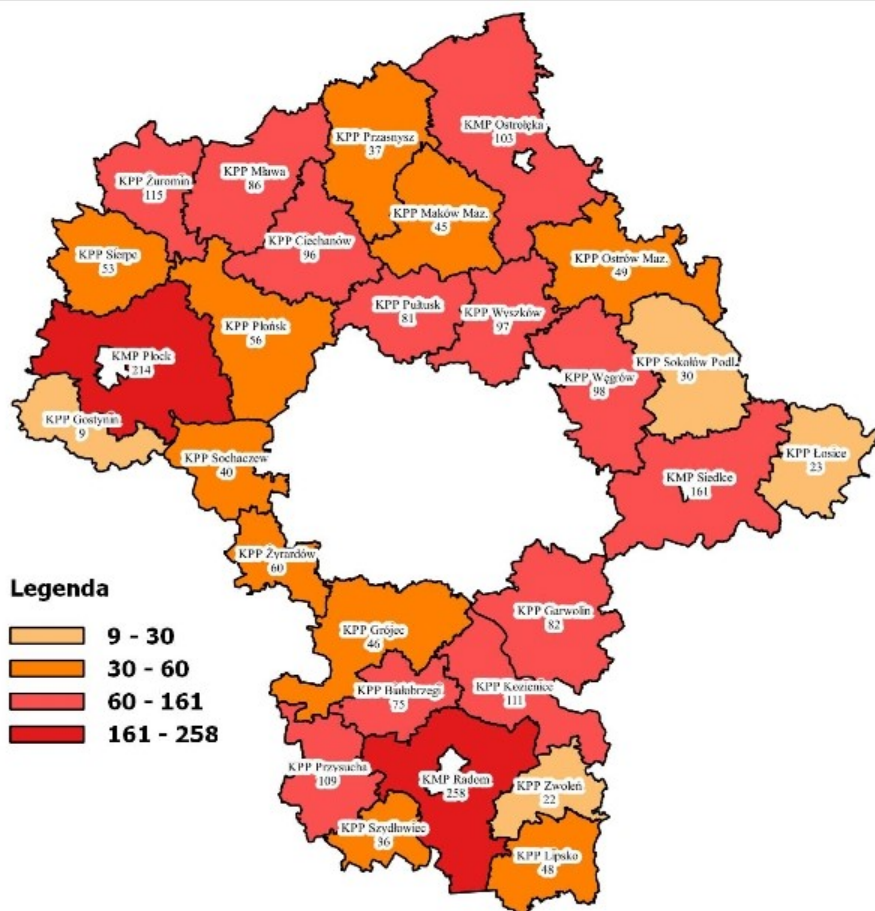 KMP Ostrołęka
103
KPP Przasnysz
37
KPP Mława
86
KPP Żuromin
115
KPP Maków Maz.
45
KPP Ciechanów
96
KPP Sierpc
53
KPP Ostrów Maz.
49
KPP Pułtusk
81
KPP Wyszków
97
KPP Płońsk
56
KMP Płock
214
KPP Sokołów Podl.
30
KPP Węgrów
98
KPP Gostynin
9
KPP Sochaczew
40
KPP Łosice
23
KMP Siedlce
161
KPP Żyrardów
60
KPP Garwolin
82
KPP Grójec
46
KPP Białobrzegi
75
KPP Kozienice
111
KPP Przysucha
109
KMP Radom
258
KPP Zwoleń
22
KPP Szydłowiec
36
KPP Lipsko
48
Legenda
9 - 30
30 - 60
60 - 161
161 - 258